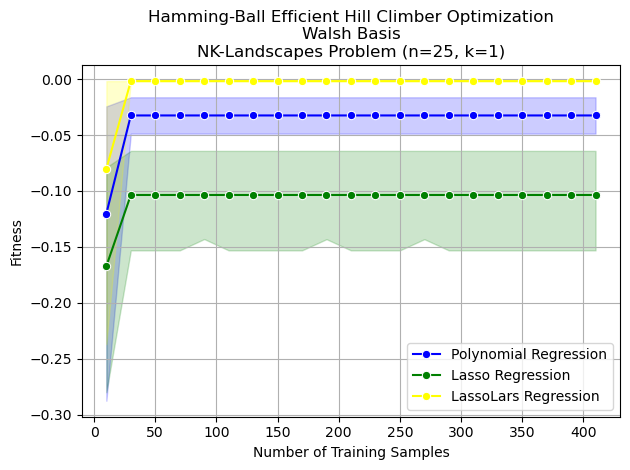 Hamming-Ball Efficient Hill Climber Optimization
Walsh Basis
NK-Landscapes Problem (n=25, k=1)
0.00
−0.05
−0.10
−0.15
−0.20
−0.25
−0.30
Fitness
Polynomial Regression
Lasso Regression
LassoLars Regression
0 50 100 150 200 250 300 350 400
Number of Training Samples